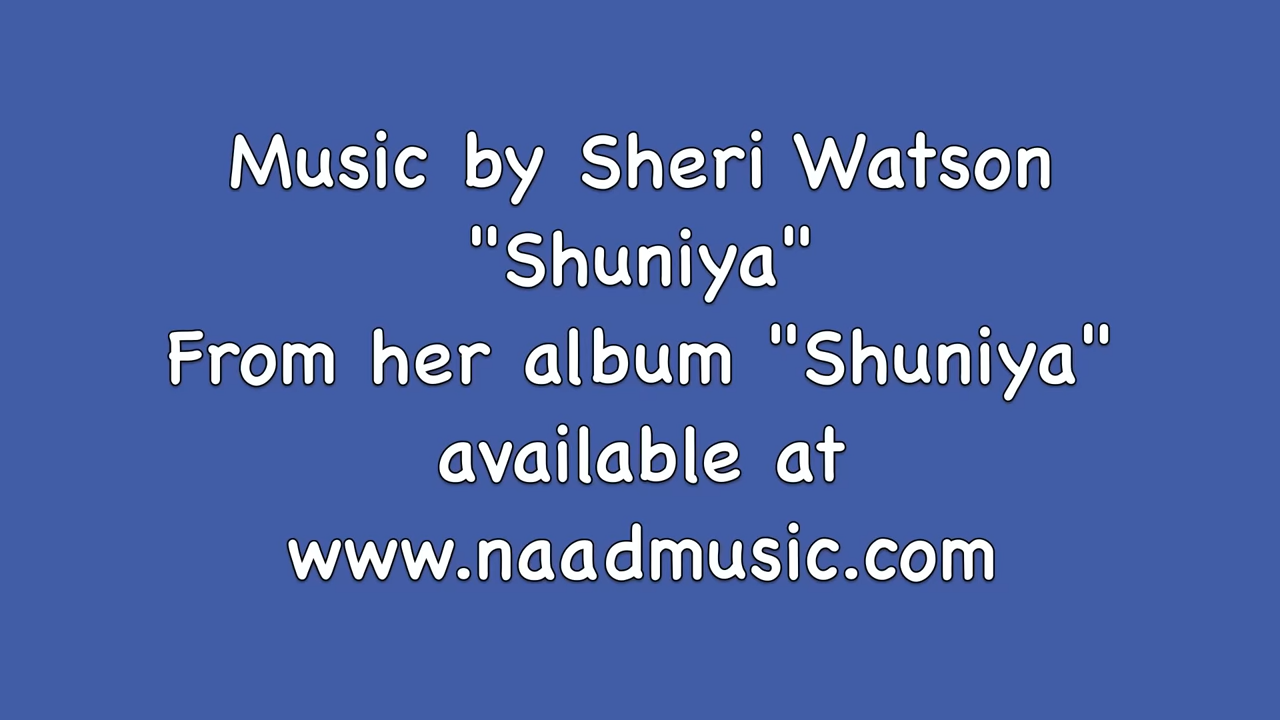 Music by Sheri Watson
"Shuniya"
From her album "Shuniya"
available at
www.naadmusic.com